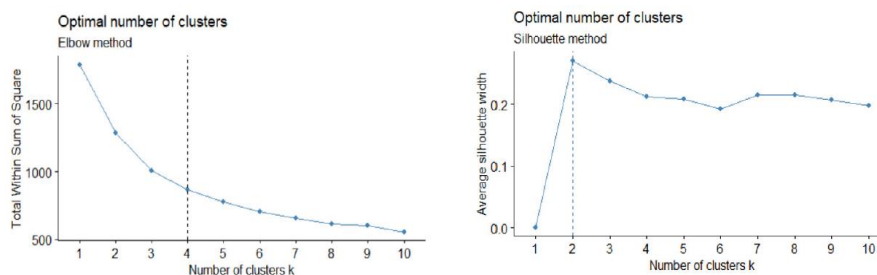 Optimal number of clusters
Elbow method
Total Within Sum of Square
1500
1000
500
1 2 3 4 5 6 7 8 9 10
Number of clusters k
Optimal number of clusters
Silhouette method
Average silhouette width
0.2
0.1
0.0
1 2 3 4 5 6 7 8 9 10
Number of clusters k